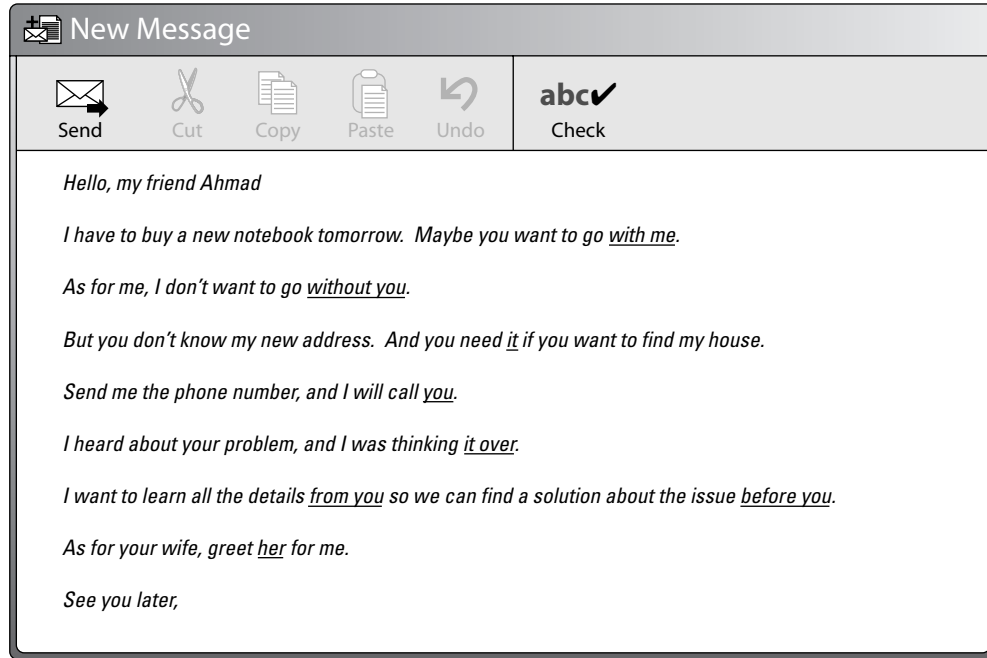 New Message
Send Cut Copy Paste Undo abc✔ Check
Hello, my friend Ahmad
I have to buy a new notebook tomorrow.  Maybe you want to go with me.
As for me, I don’t want to go without you.
But you don’t know my new address.  And you need it if you want to find my house.
Send me the phone number, and I will call you.
I heard about your problem, and I was thinking it over.
I want to learn all the details from you so we can find a solution about the issue before you.
As for your wife, greet her for me.
See you later,